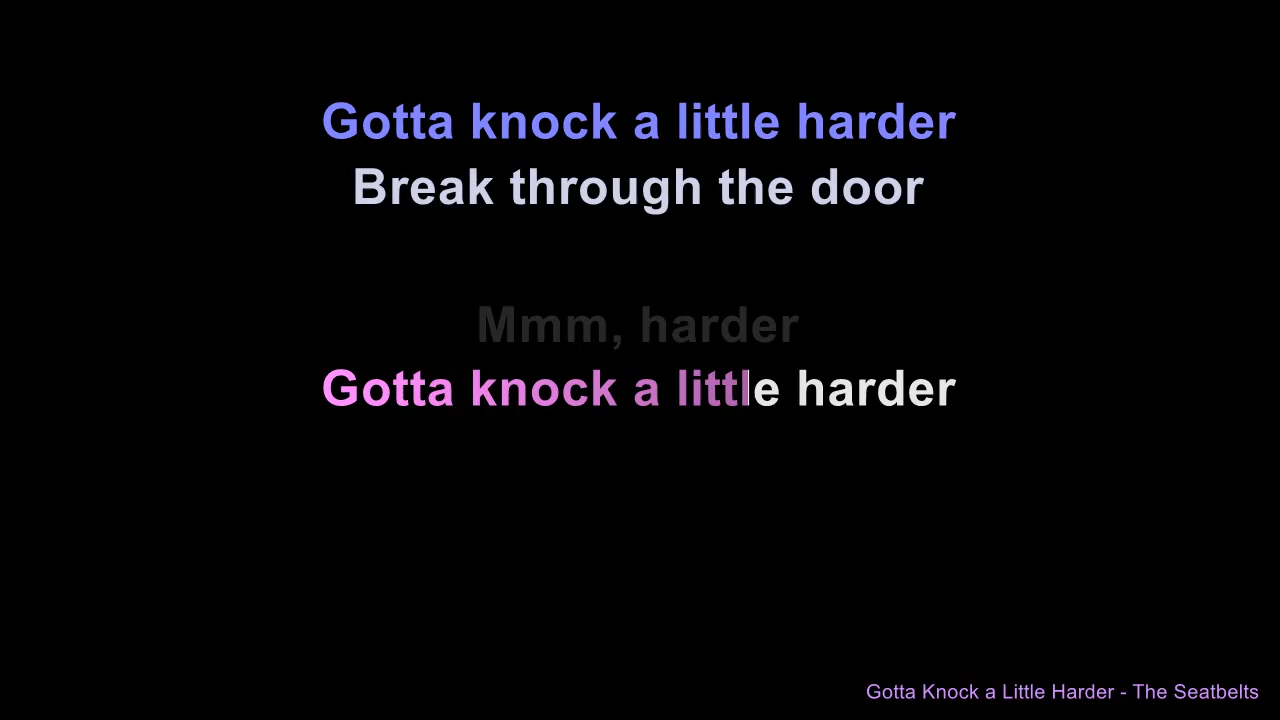 Gotta knock a little harder
Break through the door
Mmm, harder
Gotta knock a little harder
Gotta Knock a Little Harder - The Seatbelts